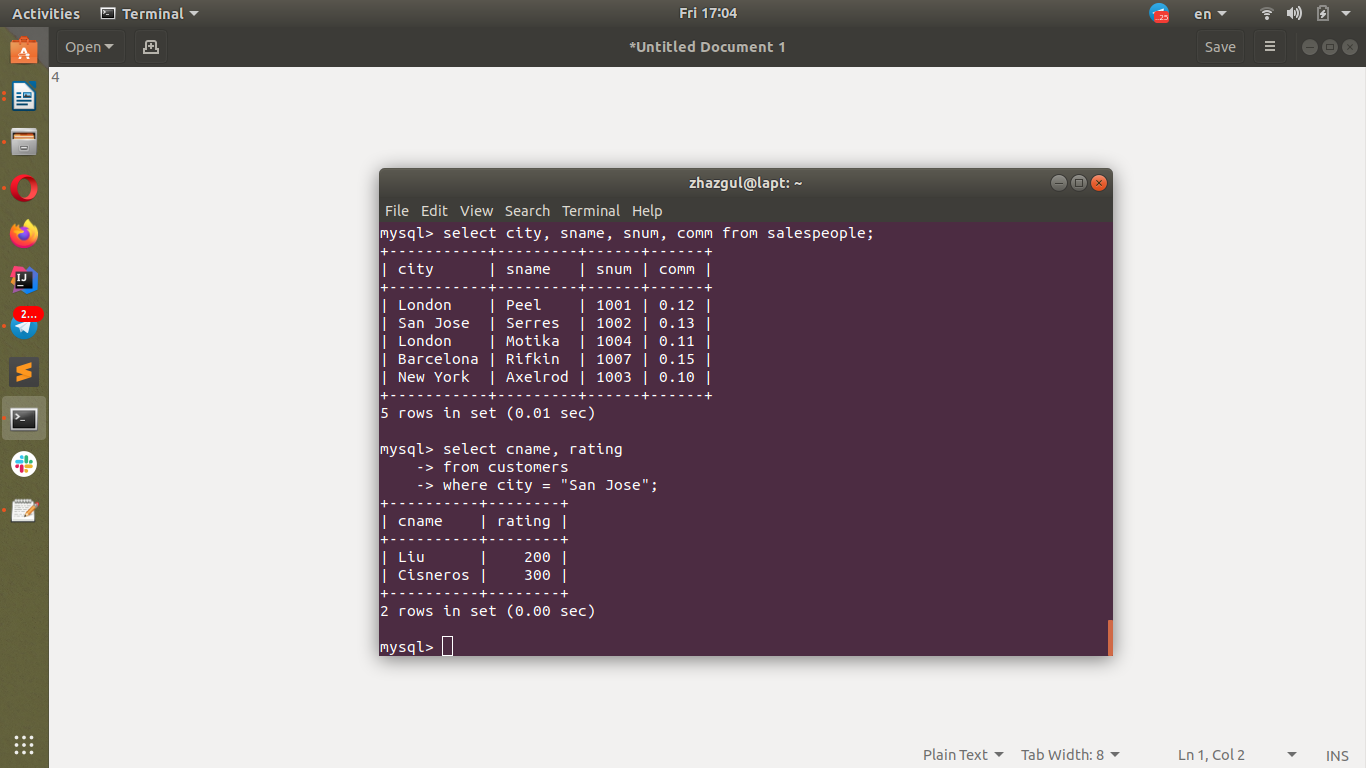 Activities Terminal Fri 17:04 25 en
Open *Untitled Document 1 Save
4
zhazgul@lapt: ~
File Edit View Search Terminal Help
mysql> select city, sname, snum, comm from salespeople;
+-----------+---------+------+------+
| city      | sname   | snum | comm |
+-----------+---------+------+------+
| London    | Peel    | 1001 | 0.12 |
| San Jose  | Serres  | 1002 | 0.13 |
| London    | Motika  | 1004 | 0.11 |
| Barcelona | Rifkin  | 1007 | 0.15 |
| New York  | Axelrod | 1003 | 0.10 |
+-----------+---------+------+------+
5 rows in set (0.01 sec)

mysql> select cname, rating
    -> from customers
    -> where city = "San Jose";
+----------+--------+
| cname    | rating |
+----------+--------+
| Liu      |    200 |
| Cisneros |    300 |
+----------+--------+
2 rows in set (0.00 sec)

mysql>
IJ
2...
Plain Text Tab Width: 8 Ln 1, Col 2 INS